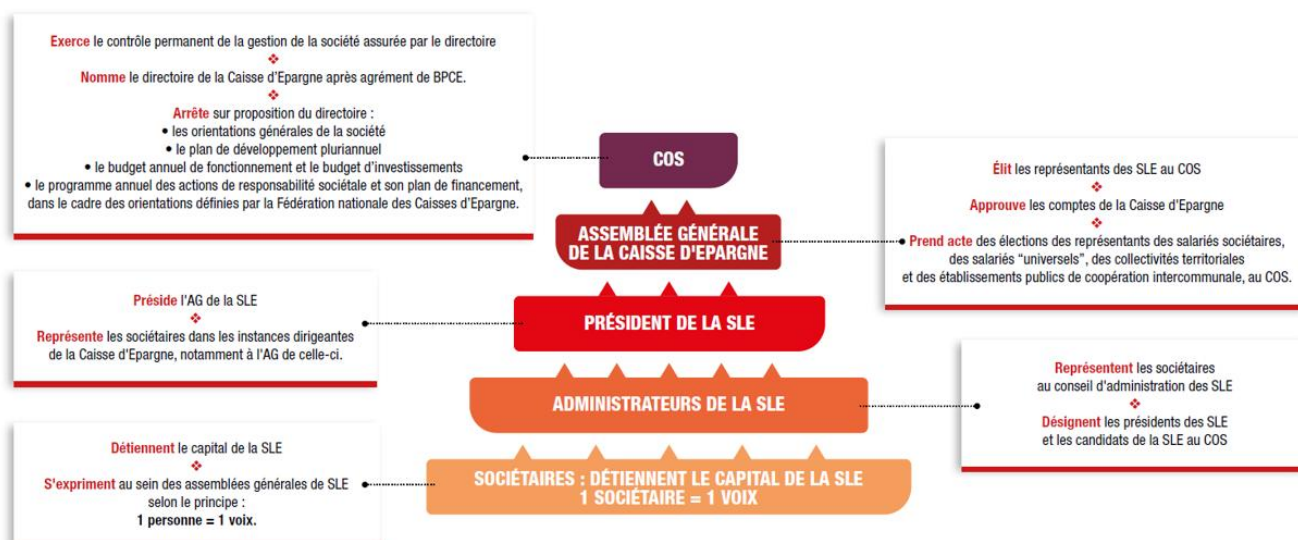 Exerce le contrôle permanent de la gestion de la société assurée par le directoire
Nomme le directoire de la Caisse d'Epargne après agrément de BPCE.
Arrête sur proposition du directoire :
• les orientations générales de la société
• le plan de développement pluriannuel
• le budget annuel de fonctionnement et le budget d'investissements
• le programme annuel des actions de responsabilité sociétale et son plan de financement,
dans le cadre des orientations définies par la Fédération nationale des Caisses d'Epargne.
COS
Élit les représentants des SLE au COS
Approuve les comptes de la Caisse d'Epargne
Prend acte des élections des représentants des salariés sociétaires,
des salariés “universels”, des collectivités territoriales
et des établissements publics de coopération intercommunale, au COS.
ASSEMBLÉE GÉNÉRALE
DE LA CAISSE D'EPARGNE
Préside l'AG de la SLE
Représente les sociétaires dans les instances dirigeantes
de la Caisse d'Epargne, notamment à l'AG de celle-ci.
PRÉSIDENT DE LA SLE
Représentent les sociétaires
au conseil d'administration des SLE
Désignent les présidents des SLE
et les candidats de la SLE au COS
ADMINISTRATEURS DE LA SLE
Détiennent le capital de la SLE
S'expriment au sein des assemblées générales de SLE
selon le principe :
1 personne = 1 voix.
SOCIÉTAIRES : DÉTIENNENT LE CAPITAL DE LA SLE
1 SOCIÉTAIRE = 1 VOIX